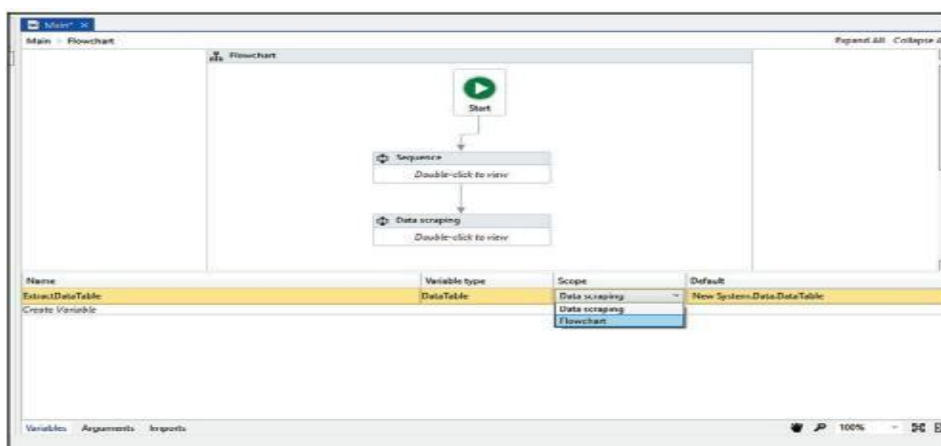 Main*
Main Flowchart Expand All Collapse
Flowchart
Start
Sequence
Double-click to view
Data scraping
Double-click to view
Name Variable type Scope Default
ExtractDataTable DataTable Data scraping New System.Data.DataTable
Create Variable Data scraping
Flowchart
Variables Arguments Imports 100%